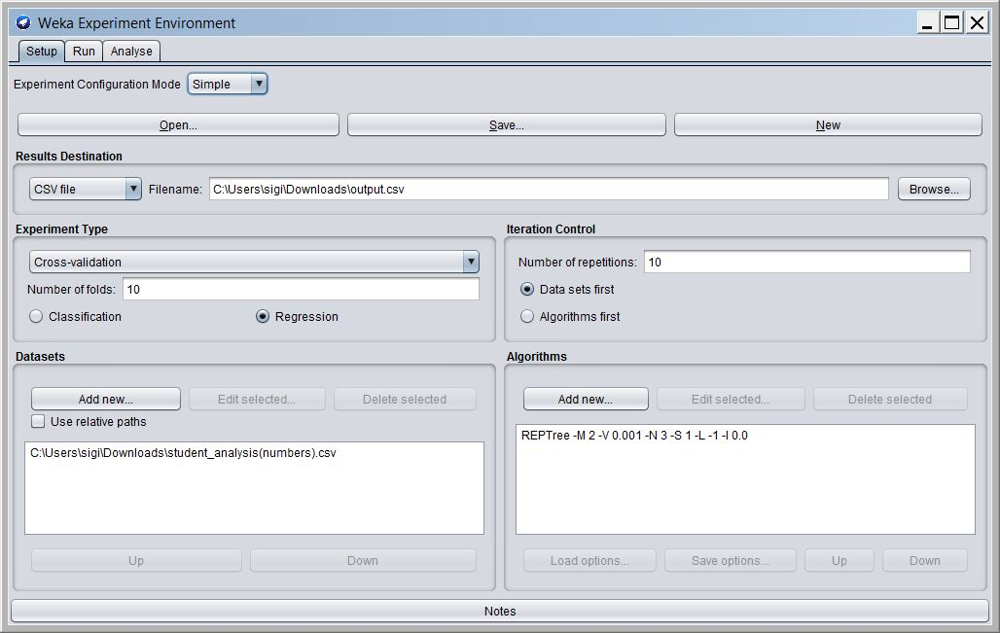 Weka Experiment Environment
Setup Run Analyse
Experiment Configuration Mode Simple
Open... Save... New
Results Destination
CSV file Filename: C:\Users\sigi\Downloads\output.csv Browse...
Experiment Type
Cross-validation
Number of folds: 10
Classification Regression
Iteration Control
Number of repetitions: 10
Data sets first
Algorithms first
Datasets
Add new... Edit selected... Delete selected
Use relative paths
C:\Users\sigi\Downloads\student_analysis(numbers).csv
Up Down
Algorithms
Add new... Edit selected... Delete selected
REPTree -M 2 -V 0.001 -N 3 -S 1 -L -1 -I 0.0
Load options... Save options... Up Down
Notes